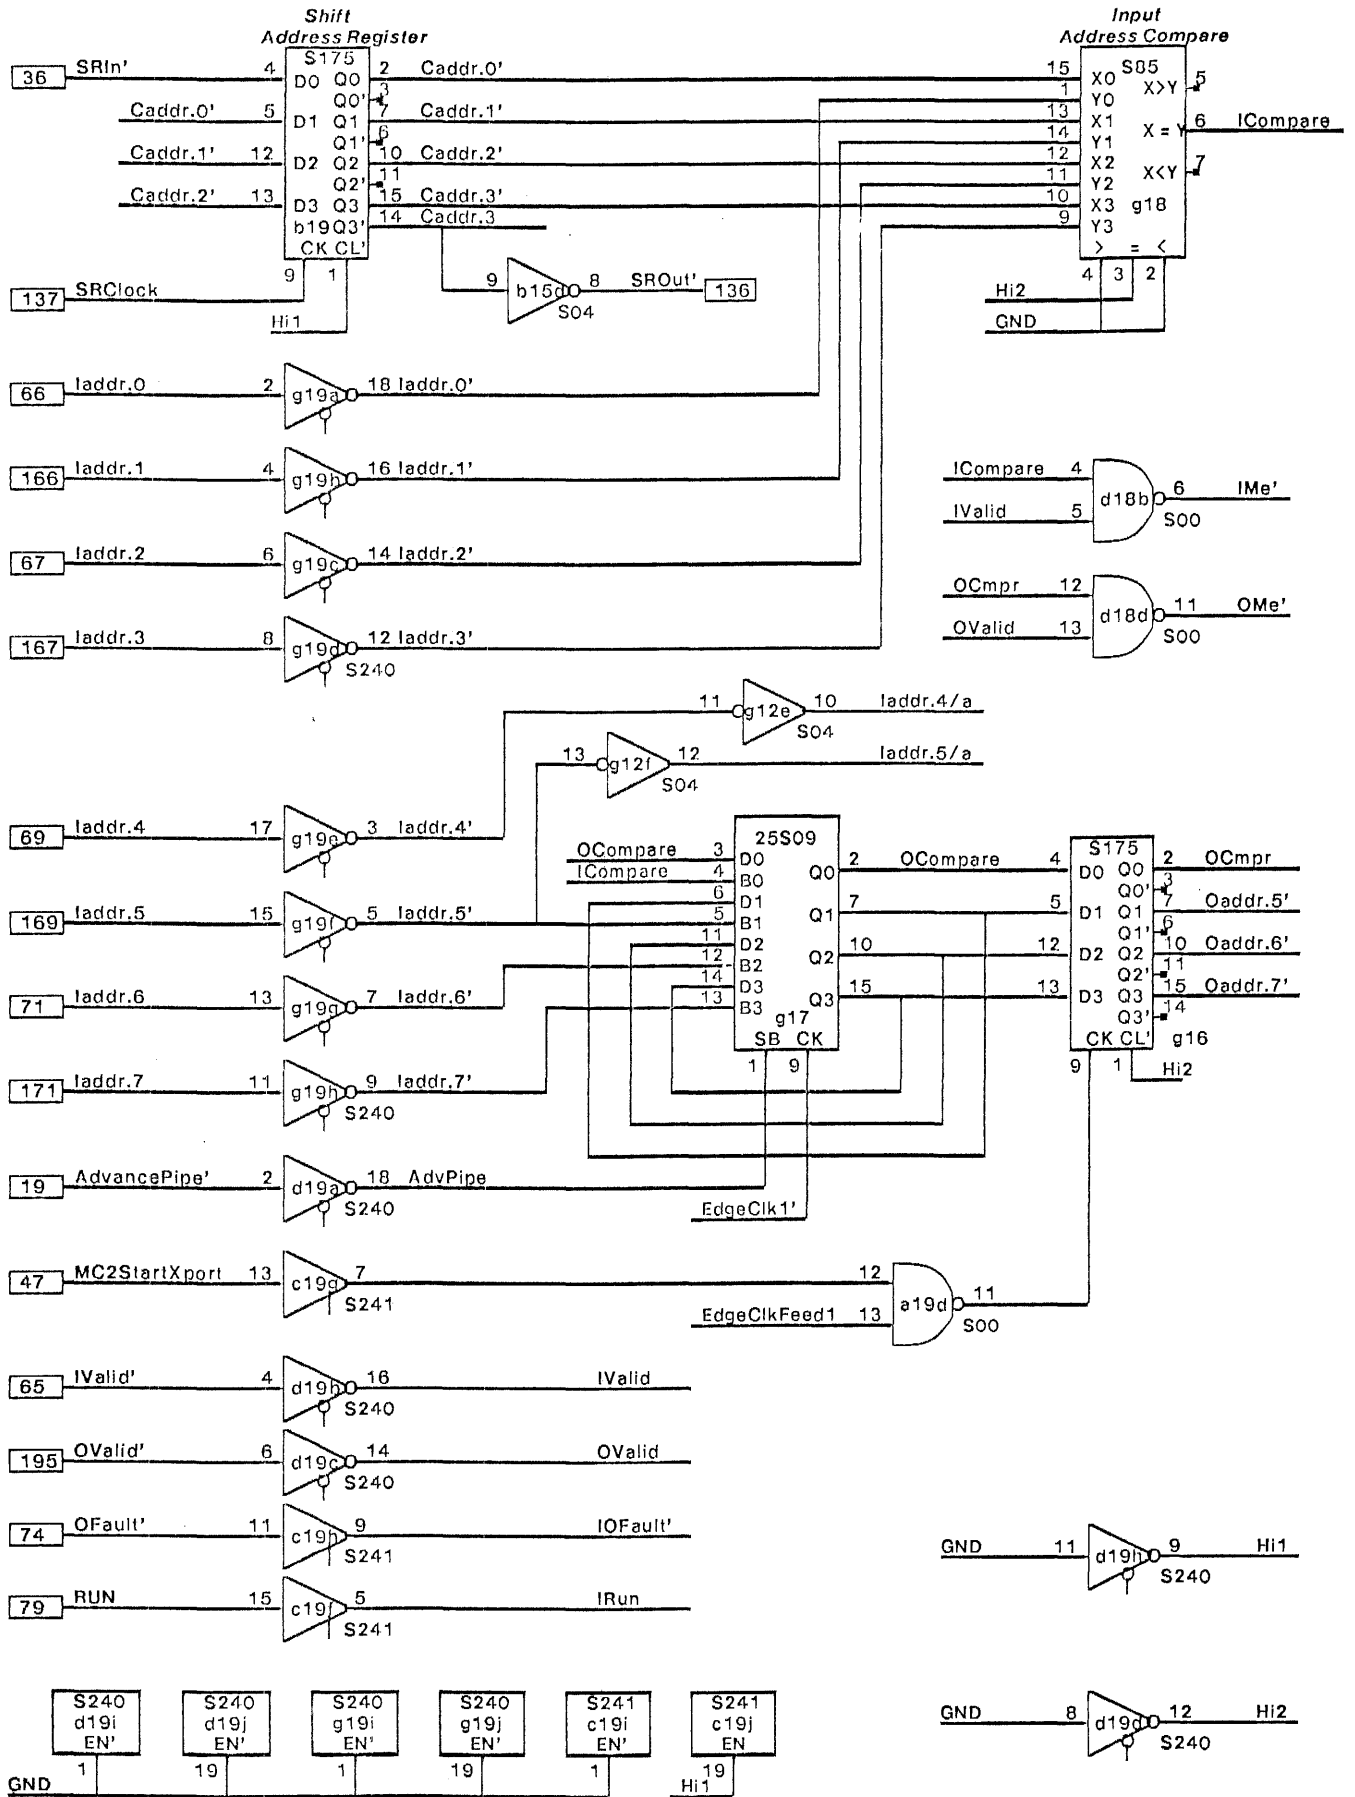 Shift
Address Register
Input
Address Compare
36 SRIn' 4 D0 S175 Q0 2 Caddr.0' 15 X0 S85 X>Y 5
Q0' 3 1 Y0
Caddr.0' 5 D1 Q1 7 Caddr.1' 13 X1 X = Y 6 ICompare
Q1' 6 14 Y1
Caddr.1' 12 D2 Q2 10 Caddr.2' 12 X2 X<Y 7
Q2' 11 11 Y2
Caddr.2' 13 D3 Q3 15 Caddr.3' 10 X3 g18
b19 Q3' 14 Caddr.3 9 Y3
CK CL' > = <
9 1 4 3 2
137 SRClock
9 b15d 8 SROut' 136
S04
Hi1
Hi2
GND
66 Iaddr.0 2 g19a 18 Iaddr.0'
166 Iaddr.1 4 g19b 16 Iaddr.1'
ICompare 4 d18b 6 IMe'
IValid 5 S00
67 Iaddr.2 6 g19c 14 Iaddr.2'
OCmpr 12 d18d 11 OMe'
OValid 13 S00
167 Iaddr.3 8 g19d 12 Iaddr.3'
S240
11 g12e 10 Iaddr.4/a
S04
13 g12f 12 Iaddr.5/a
S04
69 Iaddr.4 17 g19e 3 Iaddr.4'
25S09 S175
OCompare 3 D0 Q0 2 OCompare 4 D0 Q0 2 OCmpr
ICompare 4 B0 Q0' 3
6 D1 Q1 7 5 D1 Q1 7 Oaddr.5'
169 Iaddr.5 15 g19f 5 Iaddr.5' 5 B1 Q1' 6
11 D2 Q2 10 12 D2 Q2 10 Oaddr.6'
12 B2 Q2' 11
14 D3 Q3 15 13 D3 Q3 15 Oaddr.7'
71 Iaddr.6 13 g19g 7 Iaddr.6' 13 B3 Q3' 14
g17 g16
SB CK CK CL'
1 9 9 1 Hi2
171 Iaddr.7 11 g19h 9 Iaddr.7'
S240
19 AdvancePipe' 2 d19a 18 AdvPipe
S240
EdgeClk1'
47 MC2StartXport 13 c19g 7 12 a19d 11
S241
EdgeClkFeed1 13 S00
65 IValid' 4 d19b 16 IValid
S240
195 OValid' 6 d19c 14 OValid
S240
74 OFault' 11 c19h 9 IOFault'
S241
GND 11 d19h 9 Hi1
S240
79 RUN 15 c19f 5 IRun
S241
S240 S240 S240 S240 S241 S241
d19i d19j g19i g19j c19i c19j
EN' EN' EN' EN' EN' EN
GND 1 19 1 19 1 Hi1 19
GND 8 d19d 12 Hi2
S240